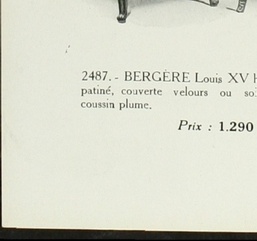 2487. - BERGÈRE Louis XV
patiné, couverte velours ou
coussin plume.
Prix : 1.290